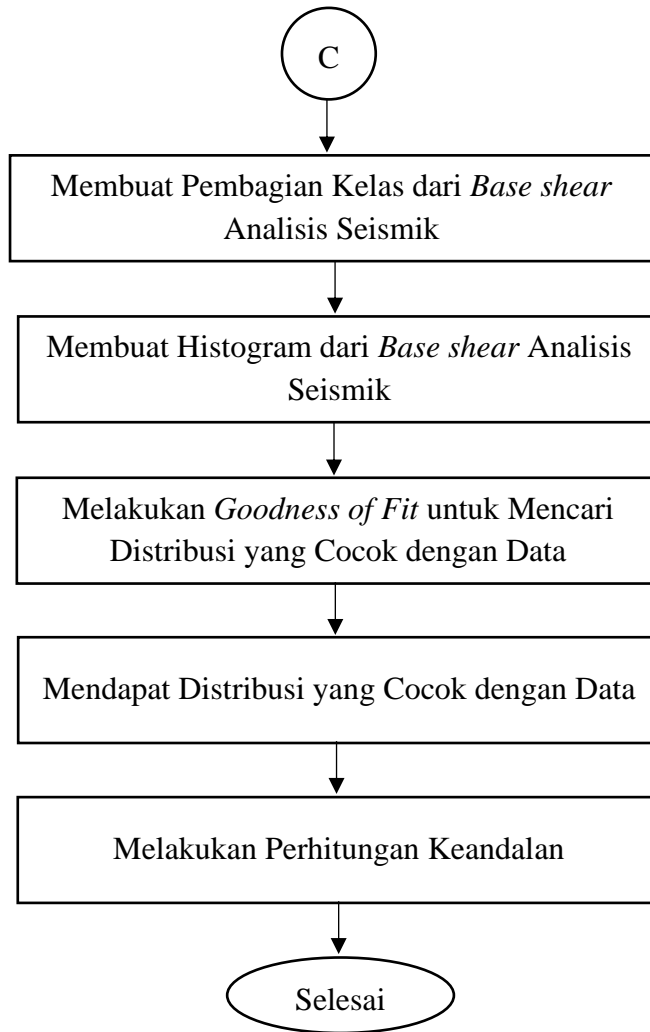 C
Membuat Pembagian Kelas dari Base shear
Analisis Seismik
Membuat Histogram dari Base shear Analisis
Seismik
Melakukan Goodness of Fit untuk Mencari
Distribusi yang Cocok dengan Data
Mendapat Distribusi yang Cocok dengan Data
Melakukan Perhitungan Keandalan
Selesai